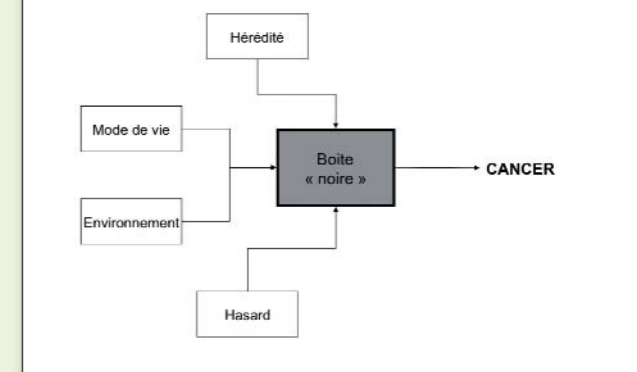 Hérédité
Mode de vie
Boite
« noire »
CANCER
Environnement
Hasard